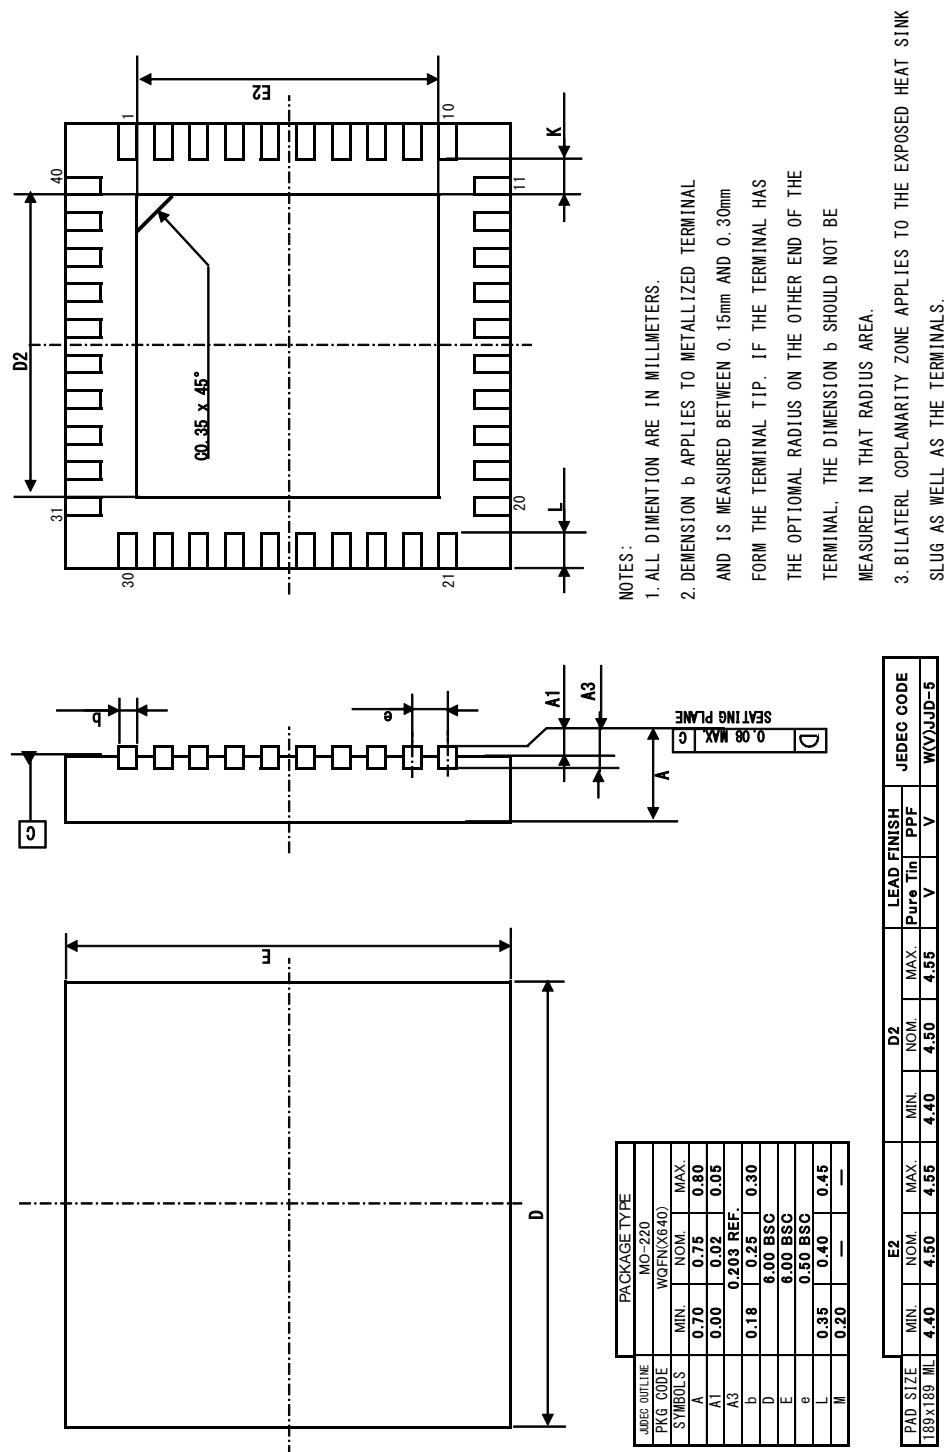 E2
1
10
40
11
K
D2
C0.35 x 45°
31
20
L
30
21
NOTES:
1. ALL DIMENTION ARE IN MILLMETERS.
2. DEMENSION b APPLIES TO METALLIZED TERMINAL
AND IS MEASURED BETWEEN 0.15mm AND 0.30mm
FORM THE TERMINAL TIP. IF THE TERMINAL HAS
THE OPTIOMAL RADIUS ON THE OTHER END OF THE
TERMINAL, THE DIMENSION b SHOULD NOT BE
MEASURED IN THAT RADIUS AREA.
3. BILATERL COPLANARITY ZONE APPLIES TO THE EXPOSED HEAT SINK
SLUG AS WELL AS THE TERMINALS.
b
e
A1
A3
A
C
SEATING PLANE
0.08 MAX. C
E
D
PACKAGE TYPE
JUDEC OUTLINE MO-220
PKG CODE WQFN(X640)
SYMBOLS MIN. NOM. MAX.
A 0.70 0.75 0.80
A1 0.00 0.02 0.05
A3 0.203 REF.
b 0.18 0.25 0.30
D 6.00 BSC
E 6.00 BSC
e 0.50 BSC
L 0.35 0.40 0.45
M 0.20 — —
E2 D2 LEAD FINISH JEDEC CODE
PAD SIZE MIN. NOM. MAX. MIN. NOM. MAX. Pure Tin PPF
189x189 ML 4.40 4.50 4.55 4.40 4.50 4.55 V V W(V)JJD-5